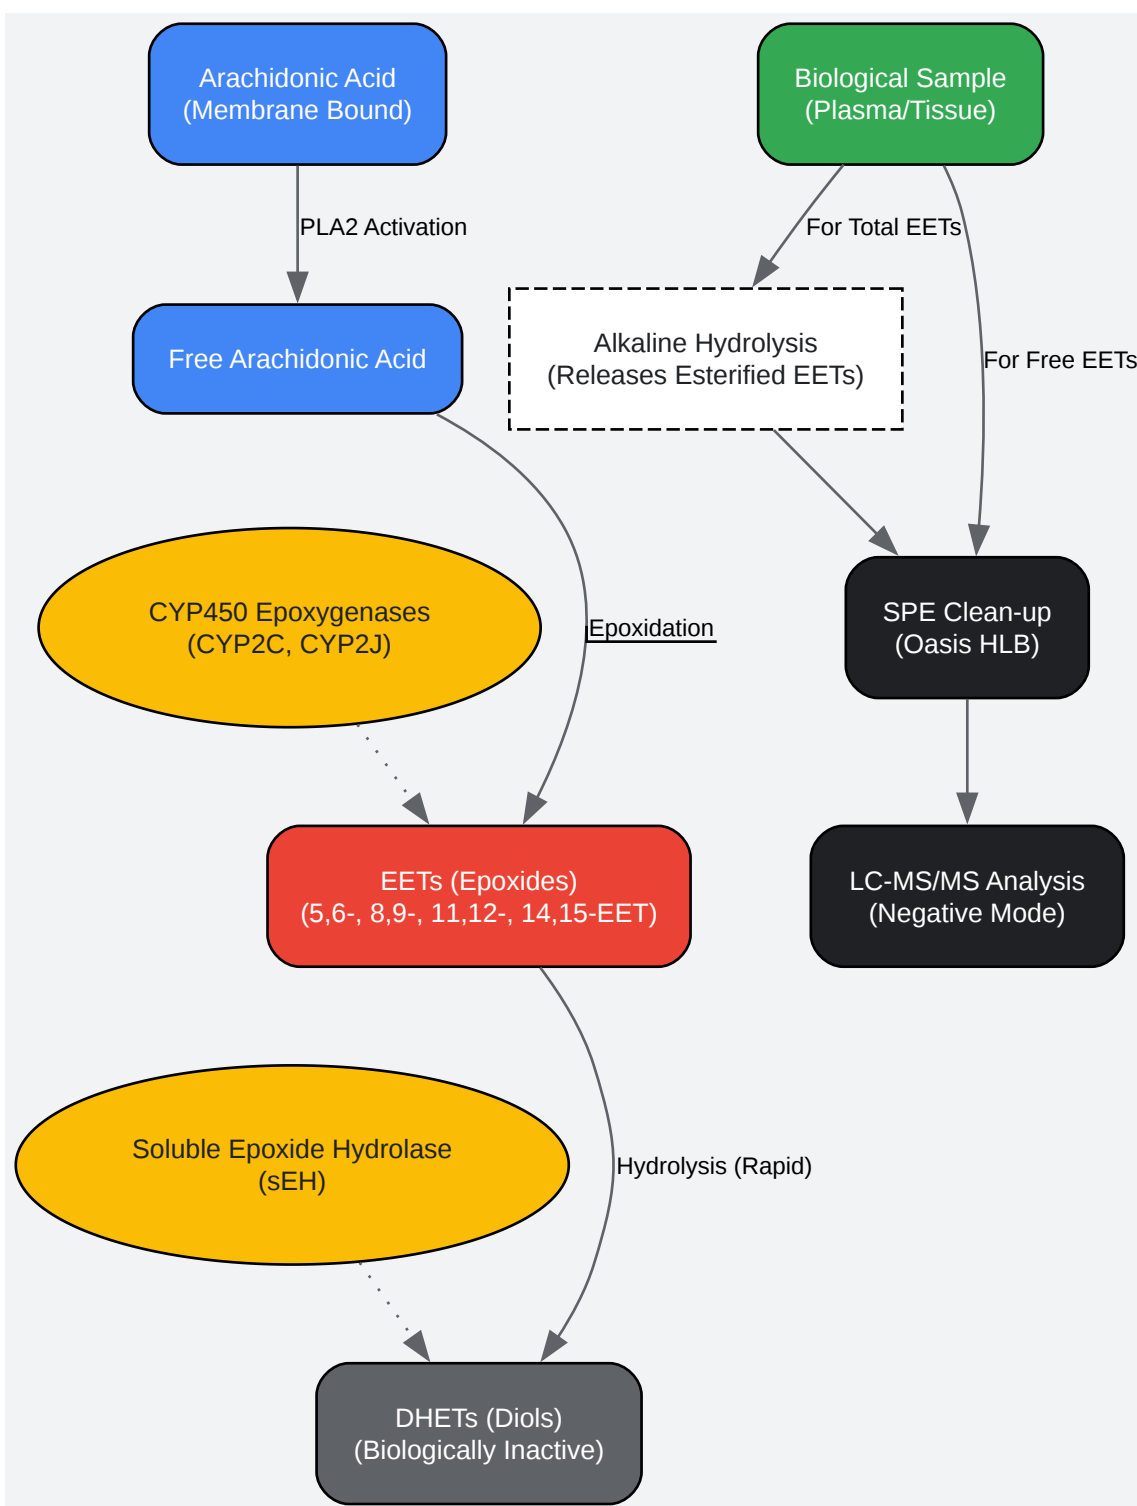 Arachidonic Acid
(Membrane Bound)
Biological Sample
(Plasma/Tissue)
PLA2 Activation
For Total EETs
Free Arachidonic Acid
Alkaline Hydrolysis
(Releases Esterified EETs)
For Free EETs
CYP450 Epoxygenases
(CYP2C, CYP2J)
Epoxidation
SPE Clean-up
(Oasis HLB)
EETs (Epoxides)
(5,6-, 8,9-, 11,12-, 14,15-EET)
LC-MS/MS Analysis
(Negative Mode)
Soluble Epoxide Hydrolase
(sEH)
Hydrolysis (Rapid)
DHETs (Diols)
(Biologically Inactive)